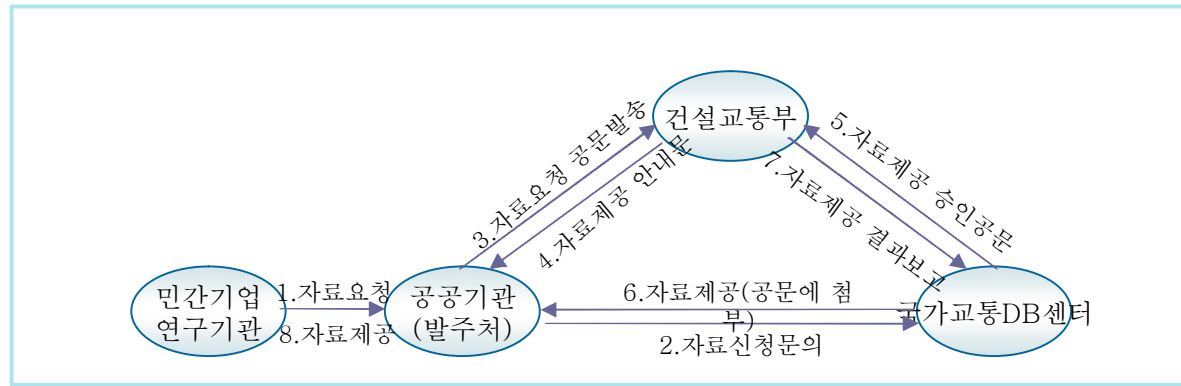 건설교통부
3.자료요청 공문발송
4.자료제공 안내문
5.자료제공 승인공문
7.자료제공 결과보고
민간기업
연구기관
1.자료요청
8.자료제공
공공기관
(발주처)
6.자료제공(공문에 첨
부)
2.자료신청문의
국가교통DB센터